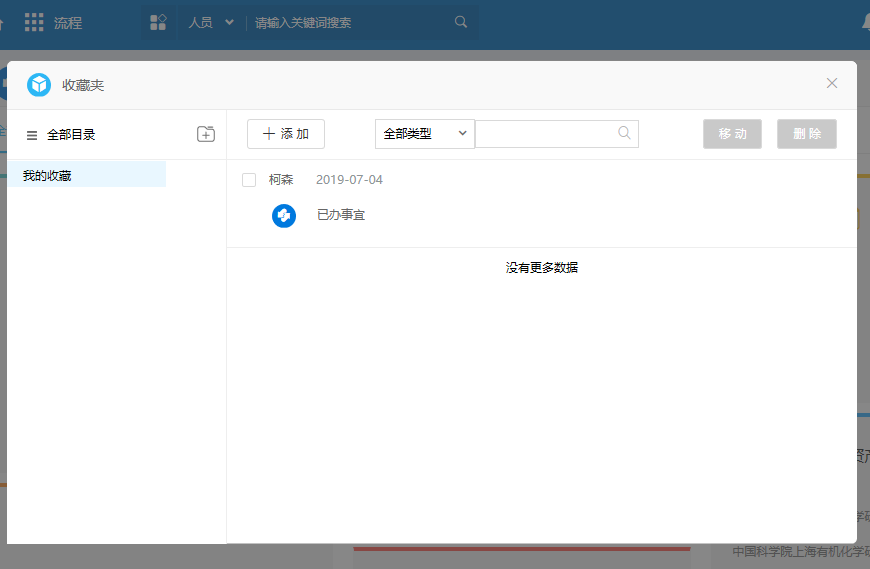 流程
人员 请输入关键词搜索
收藏夹
全部目录
添加 全部类型 移动 删除
我的收藏
柯森 2019-07-04
已办事宜
没有更多数据
中国科学院上海有机化学研